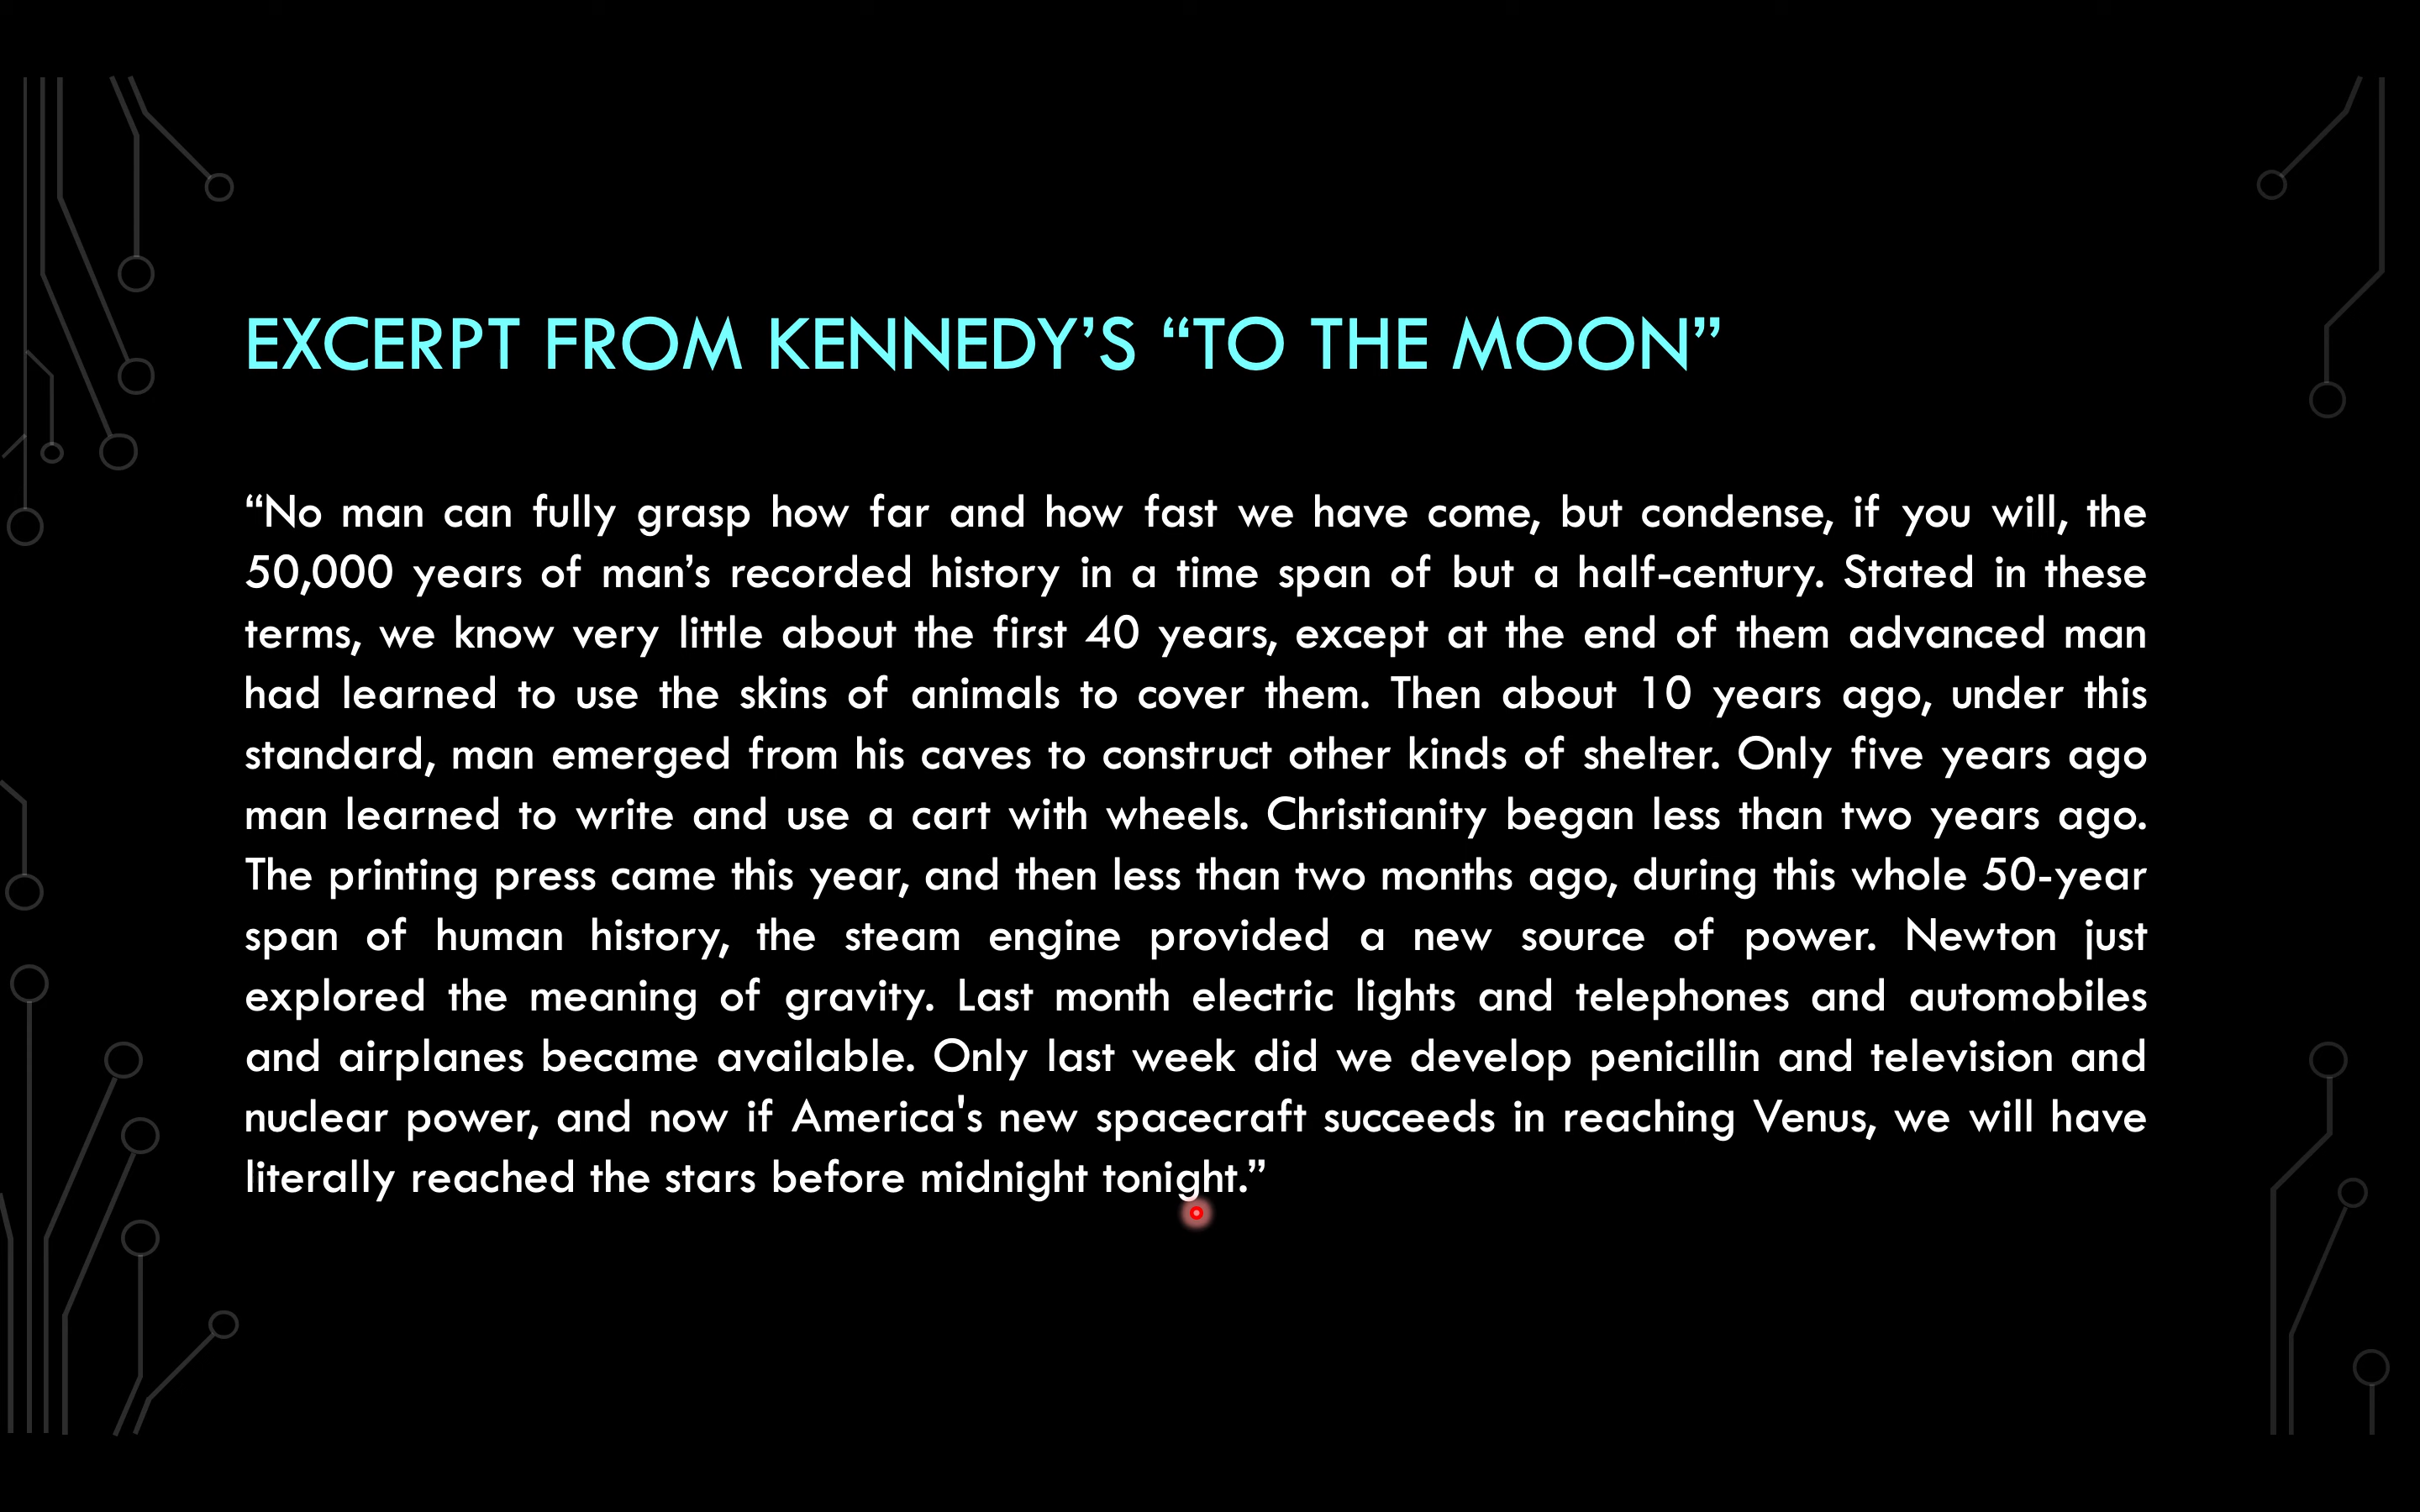 EXCERPT FROM KENNEDY’S “TO THE MOON”
“No man can fully grasp how far and how fast we have come, but condense, if you will, the
50,000 years of man’s recorded history in a time span of but a half-century. Stated in these
terms, we know very little about the first 40 years, except at the end of them advanced man
had learned to use the skins of animals to cover them. Then about 10 years ago, under this
standard, man emerged from his caves to construct other kinds of shelter. Only five years ago
man learned to write and use a cart with wheels. Christianity began less than two years ago.
The printing press came this year, and then less than two months ago, during this whole 50-year
span of human history, the steam engine provided a new source of power. Newton just
explored the meaning of gravity. Last month electric lights and telephones and automobiles
and airplanes became available. Only last week did we develop penicillin and television and
nuclear power, and now if America's new spacecraft succeeds in reaching Venus, we will have
literally reached the stars before midnight tonight.”